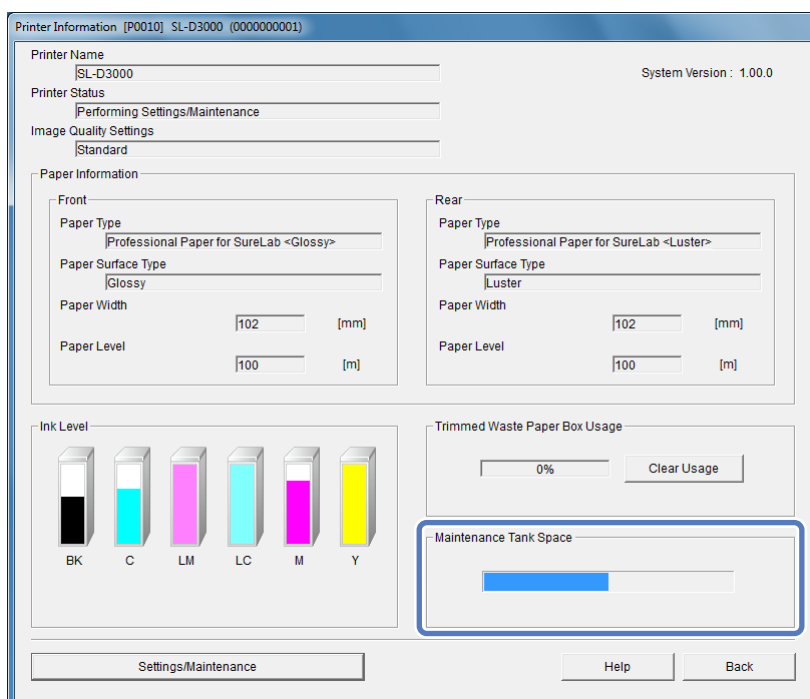 Printer Information [P0010] SL-D3000 (0000000001)
Printer Name
SL-D3000
System Version : 1.00.0
Printer Status
Performing Settings/Maintenance
Image Quality Settings
Standard
Paper Information
Front
Paper Type
Professional Paper for SureLab <Glossy>
Paper Surface Type
Glossy
Paper Width
102 [mm]
Paper Level
100 [m]
Rear
Paper Type
Professional Paper for SureLab <Luster>
Paper Surface Type
Luster
Paper Width
102 [mm]
Paper Level
100 [m]
Ink Level
BK C LM LC M Y
Trimmed Waste Paper Box Usage
0% Clear Usage
Maintenance Tank Space
Settings/Maintenance Help Back